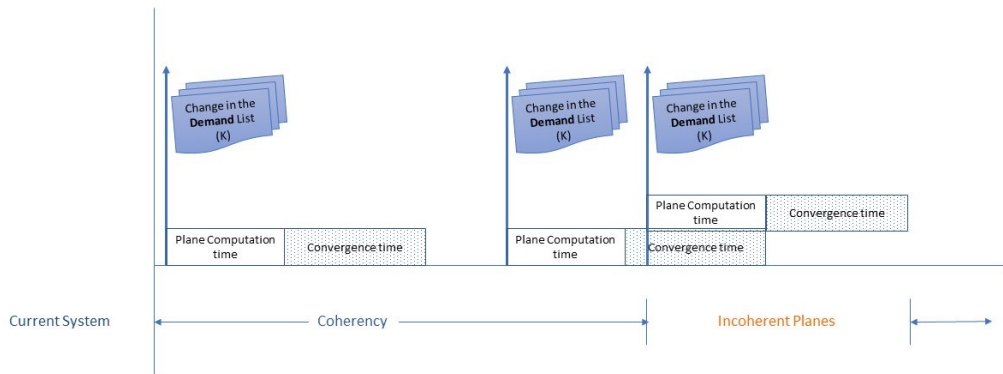 Change in the
Demand List
(K)
Change in the
Demand List
(K)
Change in the
Demand List
(K)
Plane Computation
time
Convergence time
Plane Computation
time
Convergence time
Plane Computation
time
Convergence time
Current System
Coherency
Incoherent Planes